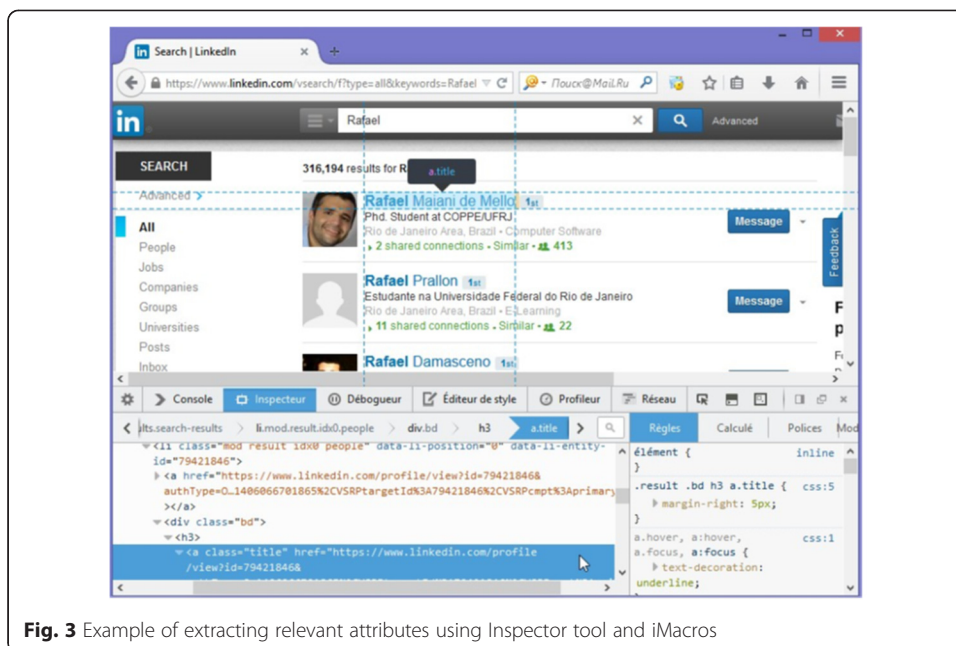 in Search | LinkedIn
https://www.linkedin.com/vsearch/f?type=all&keywords=Rafael
Поиск@Mail.Ru
in
Rafael
Advanced
SEARCH
316,194 results for R
a.title
Advanced >
All
People
Jobs
Companies
Groups
Universities
Posts
Inbox
Rafael Maiani de Mello 1st
Phd. Student at COPPE/UFRJ
Rio de Janeiro Area, Brazil • Computer Software
2 shared connections • Similar • 413
Message
Feedback
Rafael Prallon 1st
Estudante na Universidade Federal do Rio de Janeiro
Rio de Janeiro Area, Brazil • E-Learning
11 shared connections • Similar • 22
Message
Rafael Damasceno 1st
F
p
Console Inspecteur Débogueur Éditeur de style Profileur Réseau
lts.search-results li.mod.result.idx0.people div.bd h3 a.title Règles Calculé Polices Mod
<li class="mod result idx0 people" data-li-position="0" data-li-entity-
id="79421846">
<a href="https://www.linkedin.com/profile/view?id=79421846&
authType=O…1406066701865%2CVSRPtargetId%3A79421846%2CVSRPcmpt%3Aprimary
></a>
<div class="bd">
<h3>
<a class="title" href="https://www.linkedin.com/profile
/view?id=79421846&
élément { inline
}
.result .bd h3 a.title { css:5
margin-right: 5px;
}
a.hover, a:hover, css:1
a.focus, a:focus {
text-decoration:
underline;
Fig. 3 Example of extracting relevant attributes using Inspector tool and iMacros